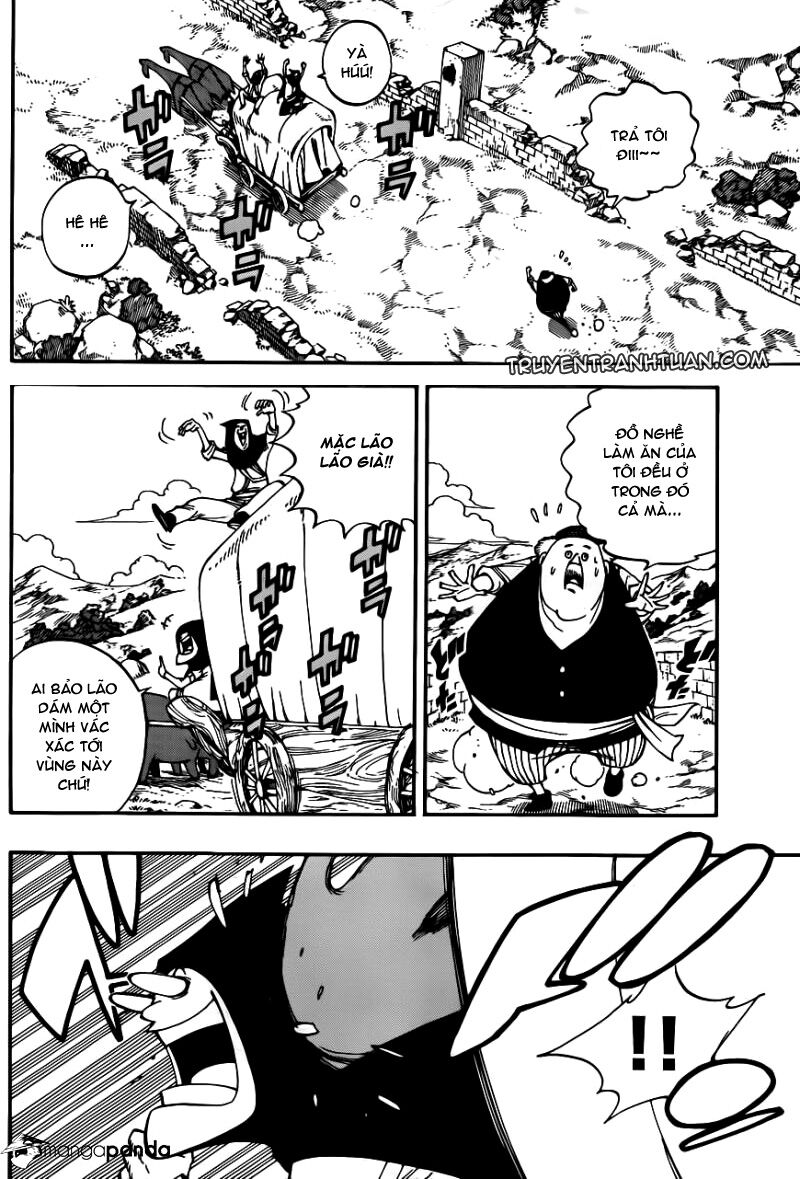 TRẢ TÔI
ĐIII~~
YÀ
HÚÚ!
HÊ HÊ
...
TRUYENTRANHTUAN.COM
ĐỒ NGHỀ
LÀM ĂN CỦA
TÔI ĐỀU Ở
TRONG ĐÓ
CẢ MÀ...
MẶC LÃO
LÃO GIÀ!!
AI BẢO LÃO
DÁM MỘT
MÌNH VÁC
XÁC TỚI
VÙNG NÀY
CHỨ!
!!
mangapanda